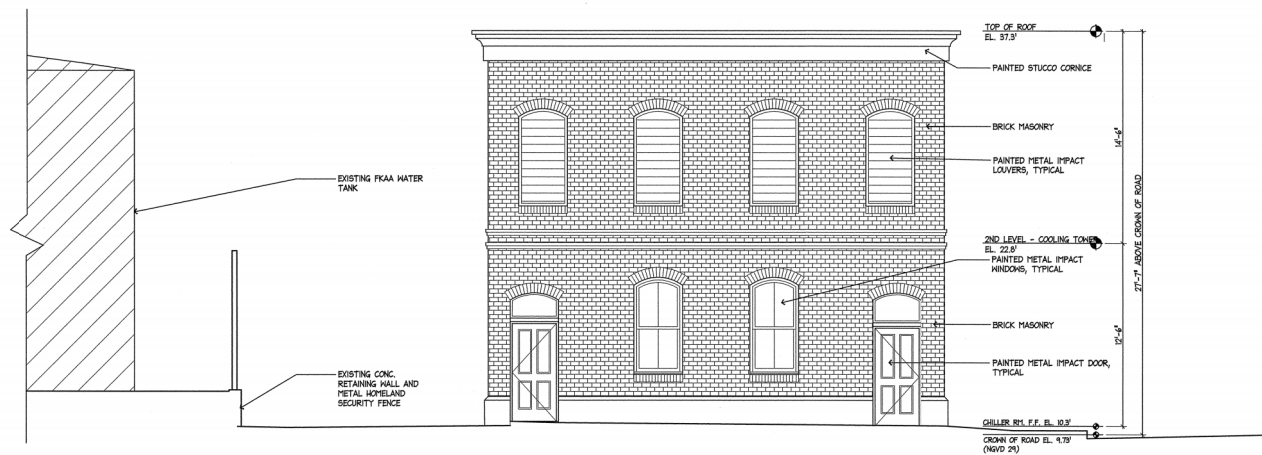 TOP OF ROOF
EL. 37.3'
PAINTED STUCCO CORNICE
BRICK MASONRY
14'-6"
PAINTED METAL IMPACT
LOUVERS, TYPICAL
EXISTING FKAA WATER
TANK
27'-7" ABOVE CROWN OF ROAD
2ND LEVEL - COOLING TOWER
EL. 22.8'
PAINTED METAL IMPACT
WINDOWS, TYPICAL
BRICK MASONRY
12'-6"
PAINTED METAL IMPACT DOOR,
TYPICAL
EXISTING CONC.
RETAINING WALL AND
METAL HOMELAND
SECURITY FENCE
CHILLER RM. F.F. EL. 10.3'
CROWN OF ROAD EL. 9.73'
(NGVD 29)